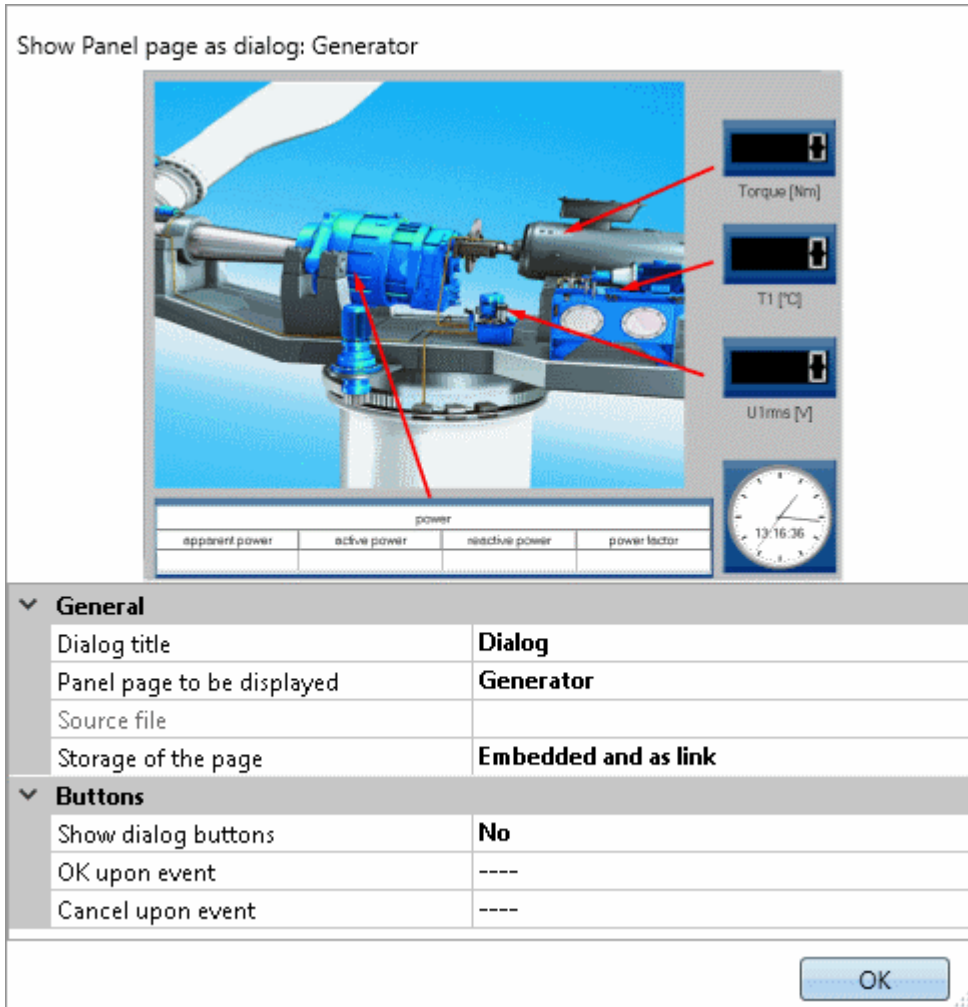 Show Panel page as dialog: Generator
Torque [Nm]
T1 [°C]
U1rms [V]
power
apparent power active power reactive power power factor
13:16:36
General
Dialog title Dialog
Panel page to be displayed Generator
Source file
Storage of the page Embedded and as link
Buttons
Show dialog buttons No
OK upon event ----
Cancel upon event ----
OK